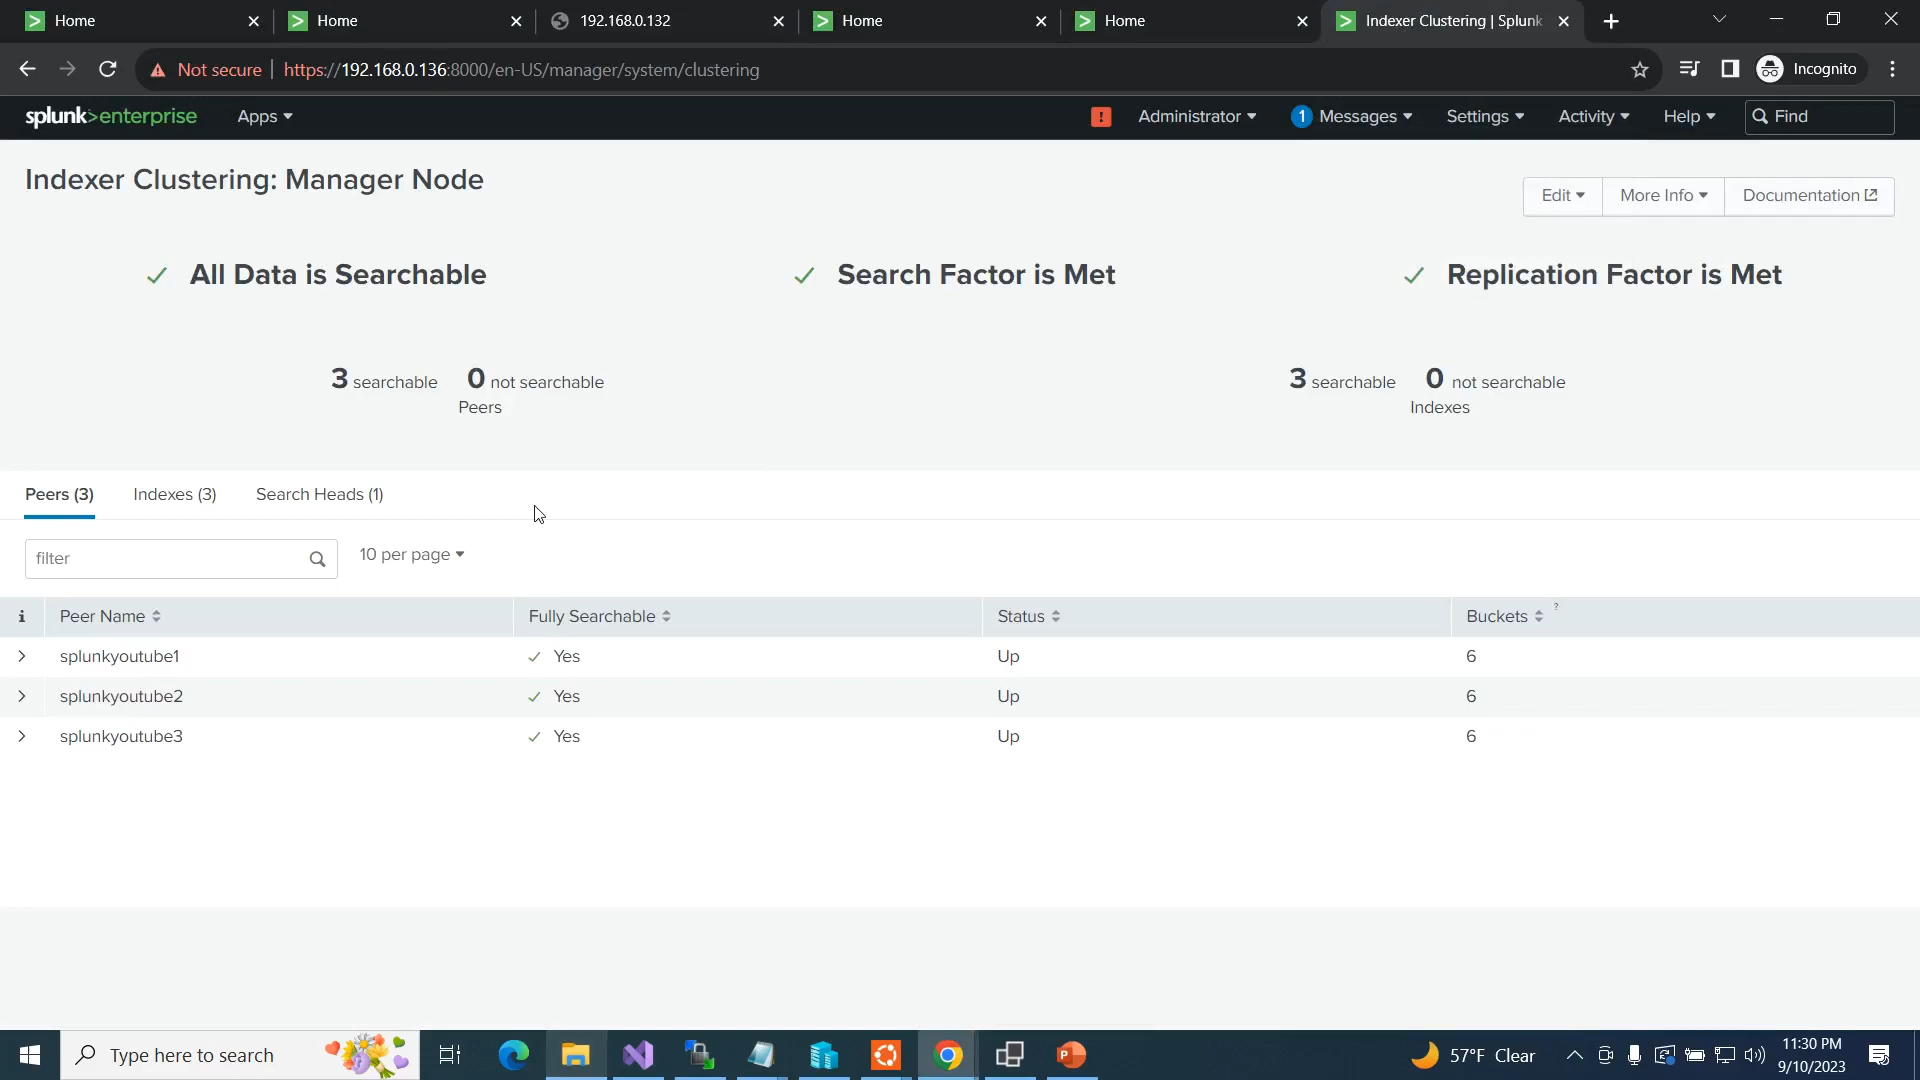 Home
Home
192.168.0.132
Home
Home
Indexer Clustering | Splunk
Not secure | https://192.168.0.136:8000/en-US/manager/system/clustering
Incognito
splunk>enterprise
Apps
!
Administrator
1 Messages
Settings
Activity
Help
Find
Indexer Clustering: Manager Node
Edit
More Info
Documentation
All Data is Searchable
Search Factor is Met
Replication Factor is Met
3 searchable 0 not searchable
Peers
3 searchable 0 not searchable
Indexes
Peers (3)
Indexes (3)
Search Heads (1)
filter
10 per page
i Peer Name Fully Searchable Status Buckets ?
splunkyoutube1 Yes Up 6
splunkyoutube2 Yes Up 6
splunkyoutube3 Yes Up 6
Type here to search
57°F Clear
11:30 PM
9/10/2023